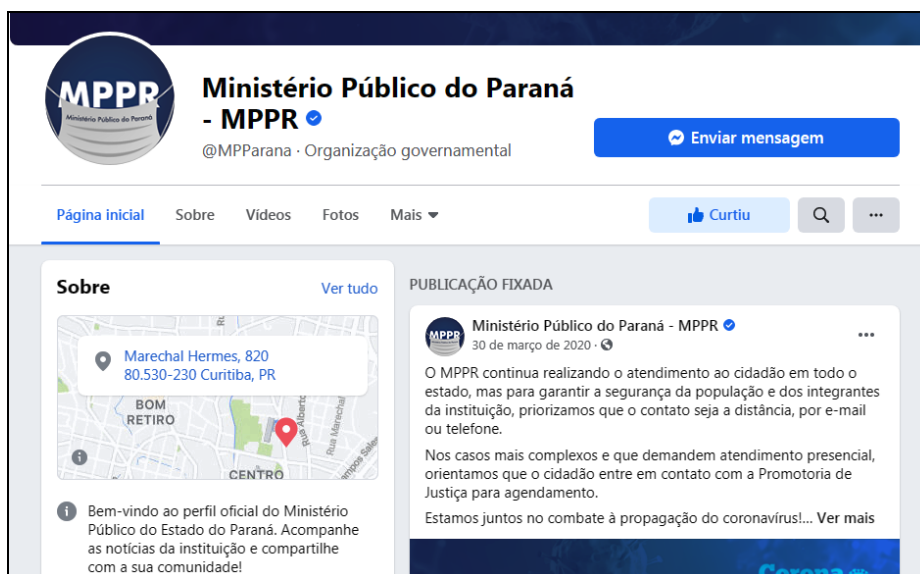 MPPR
Ministério Público do Paraná
Ministério Público do Paraná
- MPPR
@MPParana · Organização governamental
Enviar mensagem
Página inicial
Sobre
Vídeos
Fotos
Mais
Curtiu
Sobre
Ver tudo
Marechal Hermes, 820
80.530-230 Curitiba, PR
BOM
RETIRO
Rua Alberto
Rua Marechal
CENTRO
Bem-vindo ao perfil oficial do Ministério
Público do Estado do Paraná. Acompanhe
as notícias da instituição e compartilhe
com a sua comunidade!
PUBLICAÇÃO FIXADA
MPPR
Ministério Público do Paraná - MPPR
30 de março de 2020 ·
O MPPR continua realizando o atendimento ao cidadão em todo o
estado, mas para garantir a segurança da população e dos integrantes
da instituição, priorizamos que o contato seja a distância, por e-mail
ou telefone.
Nos casos mais complexos e que demandem atendimento presencial,
orientamos que o cidadão entre em contato com a Promotoria de
Justiça para agendamento.
Estamos juntos no combate à propagação do coronavírus!... Ver mais
Corona